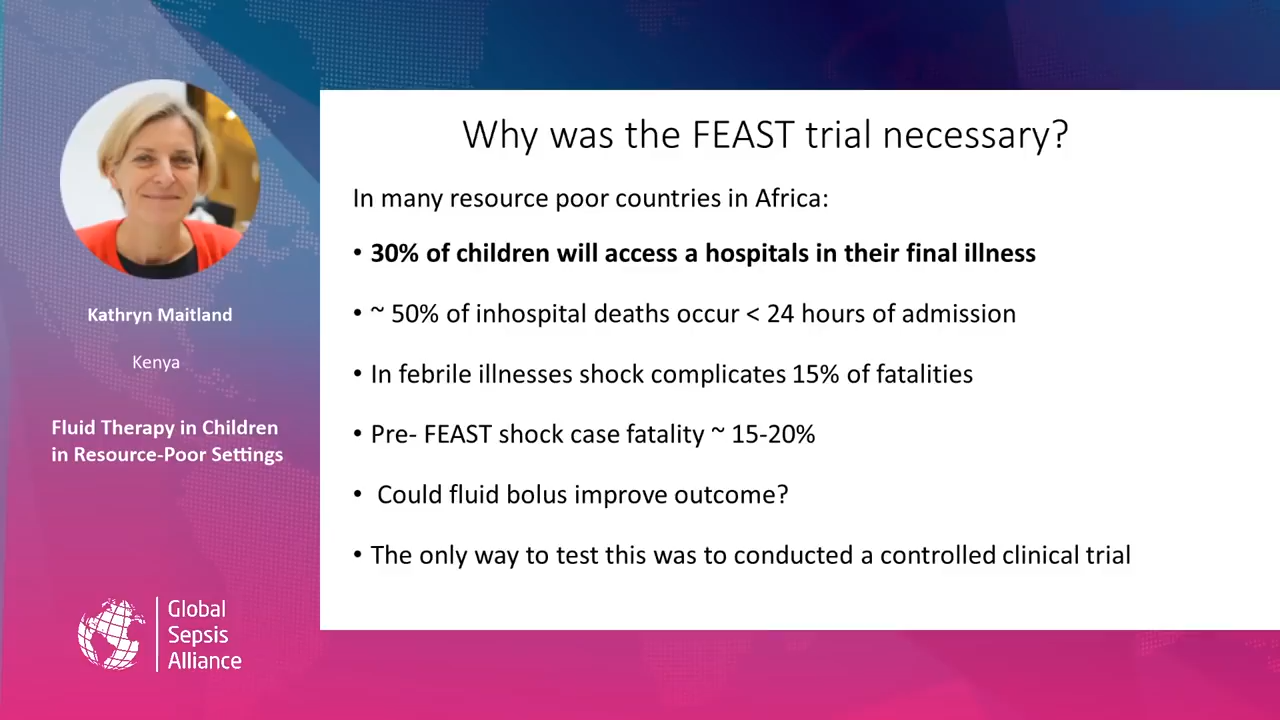 Why was the FEAST trial necessary?
In many resource poor countries in Africa:
• 30% of children will access a hospitals in their final illness
• ~ 50% of inhospital deaths occur < 24 hours of admission
• In febrile illnesses shock complicates 15% of fatalities
• Pre- FEAST shock case fatality ~ 15-20%
• Could fluid bolus improve outcome?
• The only way to test this was to conducted a controlled clinical trial
Kathryn Maitland
Kenya
Fluid Therapy in Children
in Resource-Poor Settings
Global
Sepsis
Alliance